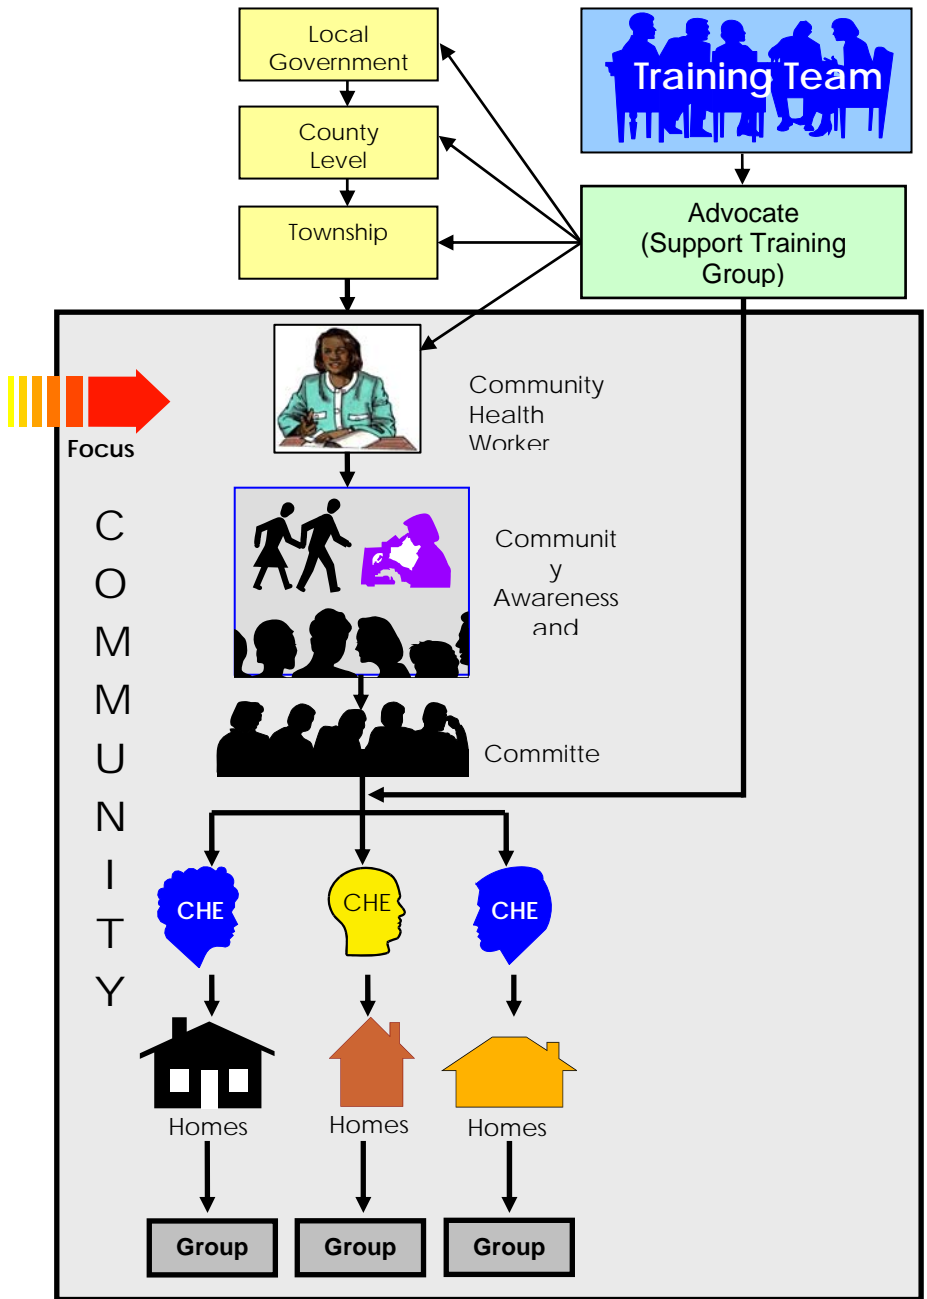 Local
Government
Training Team
County
Level
Township
Advocate
(Support Training
Group)
Community
Health
Worker
Focus
COMMUNITY
Communit
y
Awareness
and
Committe
CHE
CHE
CHE
Homes
Homes
Homes
Group
Group
Group